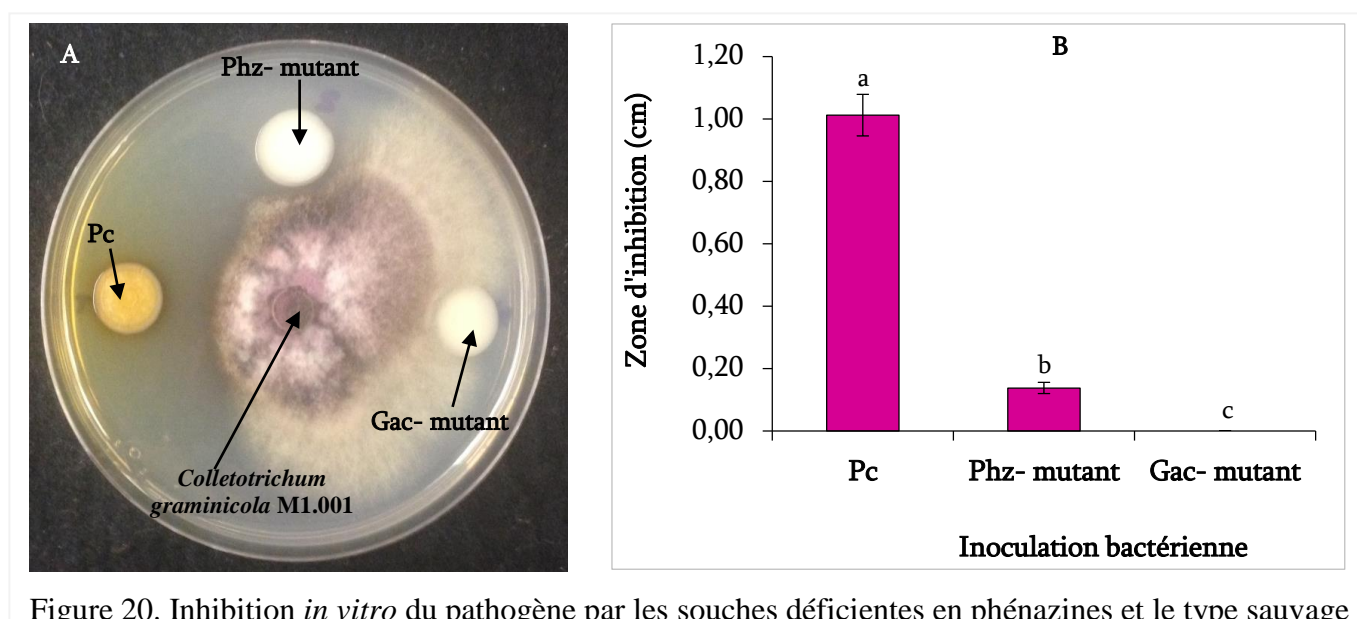 A
Phz- mutant
Pc
Gac- mutant
Colletotrichum
graminicola M1.001
B
1,20
1,00
0,80
0,60
0,40
0,20
0,00
Zone d'inhibition (cm)
a
b
c
Pc
Phz- mutant
Gac- mutant
Inoculation bactérienne
Figure 20. Inhibition in vitro du pathogène par les souches déficientes en phénazines et le type sauvage